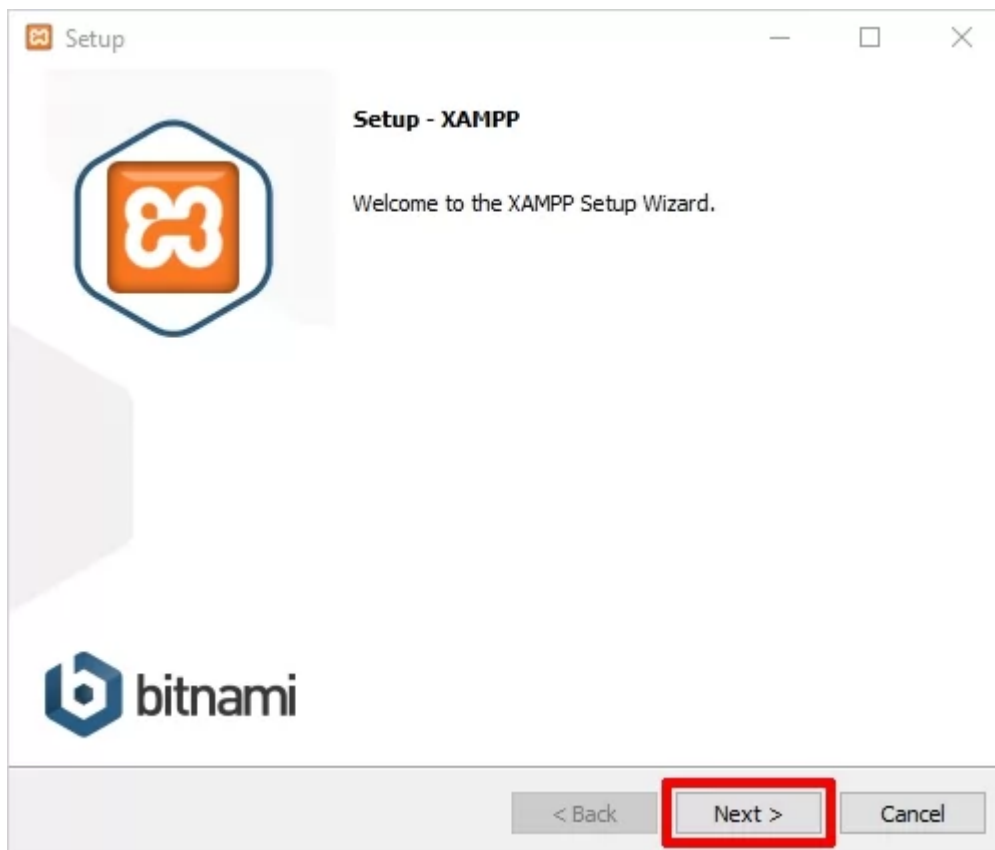 Setup
Setup - XAMPP
Welcome to the XAMPP Setup Wizard.
bitnami
< Back
Next >
Cancel